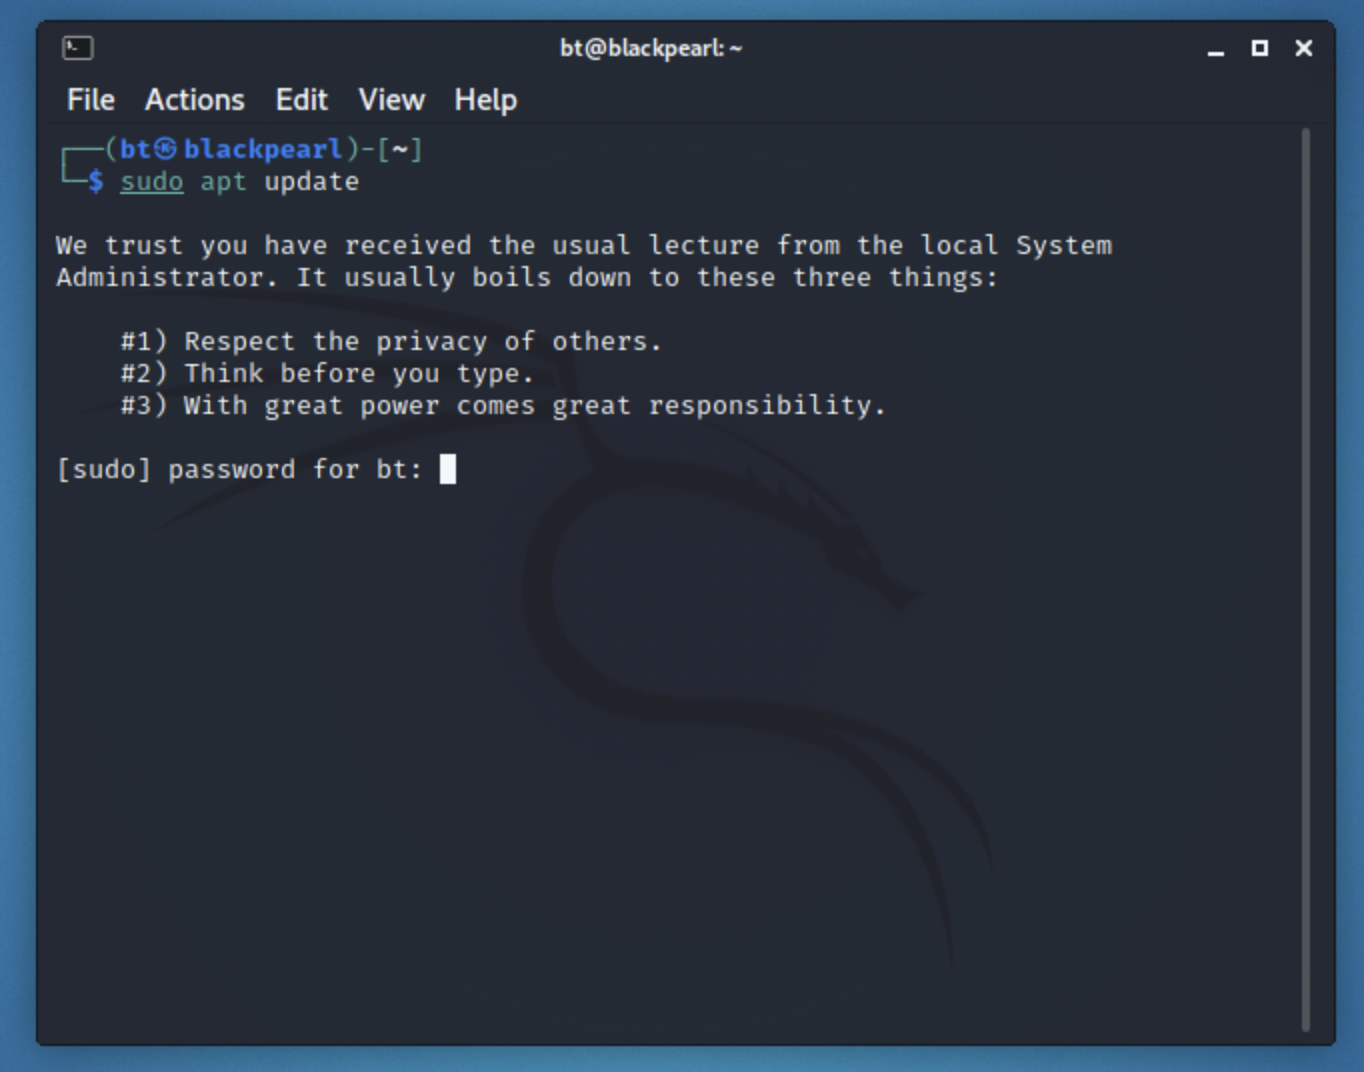 bt@blackpearl: ~
File Actions Edit View Help
┌──(bt㉿blackpearl)-[~]
└─$ sudo apt update
We trust you have received the usual lecture from the local System
Administrator. It usually boils down to these three things:
#1) Respect the privacy of others.
#2) Think before you type.
#3) With great power comes great responsibility.
[sudo] password for bt: